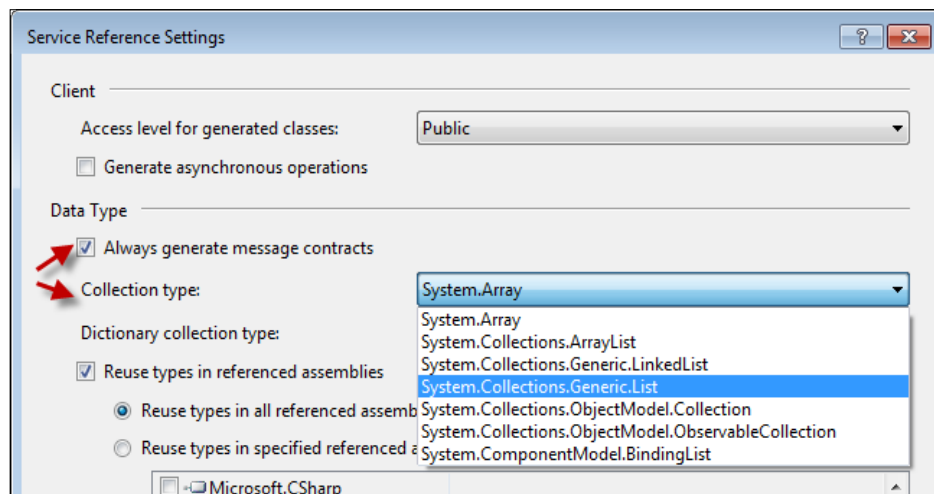 Service Reference Settings
Client
Access level for generated classes: Public
Generate asynchronous operations
Data Type
Always generate message contracts
Collection type: System.Array
System.Array
Dictionary collection type:
System.Collections.ArrayList
System.Collections.Generic.LinkedList
Reuse types in referenced assemblies
System.Collections.Generic.List
Reuse types in all referenced assemb
System.Collections.ObjectModel.Collection
System.Collections.ObjectModel.ObservableCollection
Reuse types in specified referenced a
System.ComponentModel.BindingList
Microsoft.CSharp